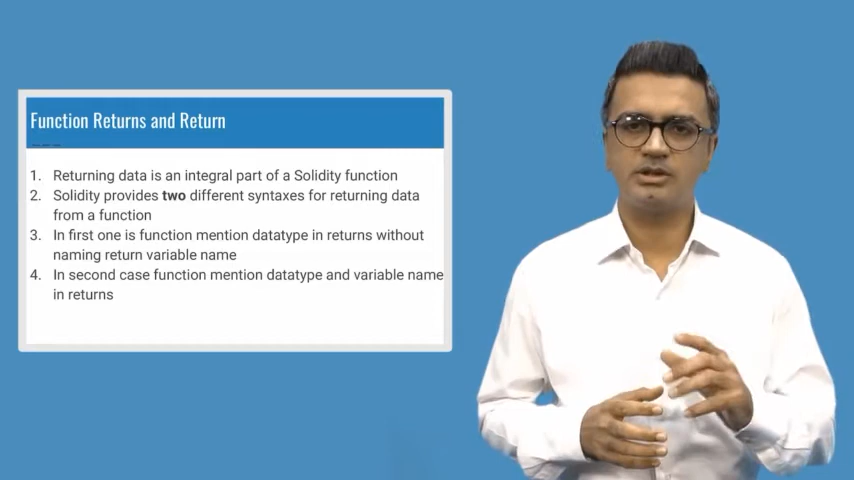 Function Returns and Return
1. Returning data is an integral part of a Solidity function
2. Solidity provides two different syntaxes for returning data
from a function
3. In first one is function mention datatype in returns without
naming return variable name
4. In second case function mention datatype and variable name
in returns